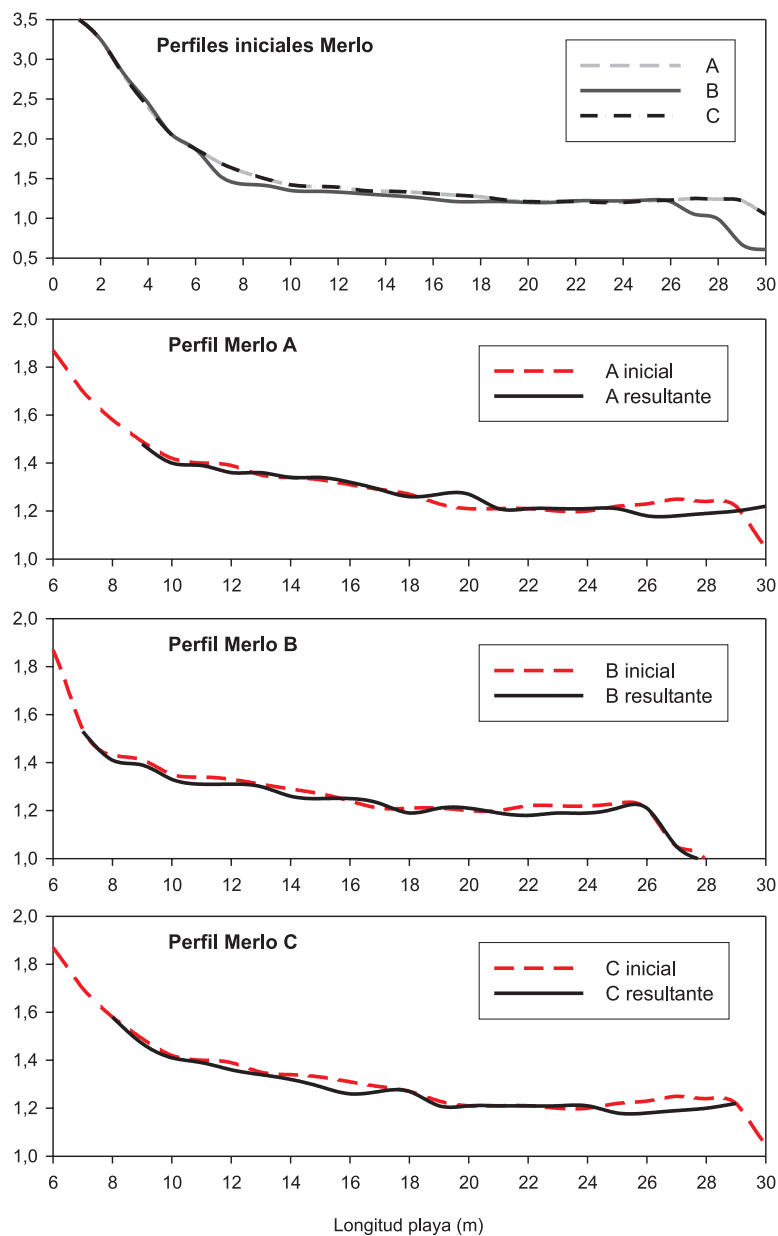 Perfiles iniciales Merlo
A
B
C
3,5
3,0
2,5
2,0
1,5
1,0
0,5
0 2 4 6 8 10 12 14 16 18 20 22 24 26 28 30
Perfil Merlo A
A inicial
A resultante
2,0
1,8
1,6
1,4
1,2
1,0
6 8 10 12 14 16 18 20 22 24 26 28 30
Perfil Merlo B
B inicial
B resultante
2,0
1,8
1,6
1,4
1,2
1,0
6 8 10 12 14 16 18 20 22 24 26 28 30
Perfil Merlo C
C inicial
C resultante
2,0
1,8
1,6
1,4
1,2
1,0
6 8 10 12 14 16 18 20 22 24 26 28 30
Longitud playa (m)